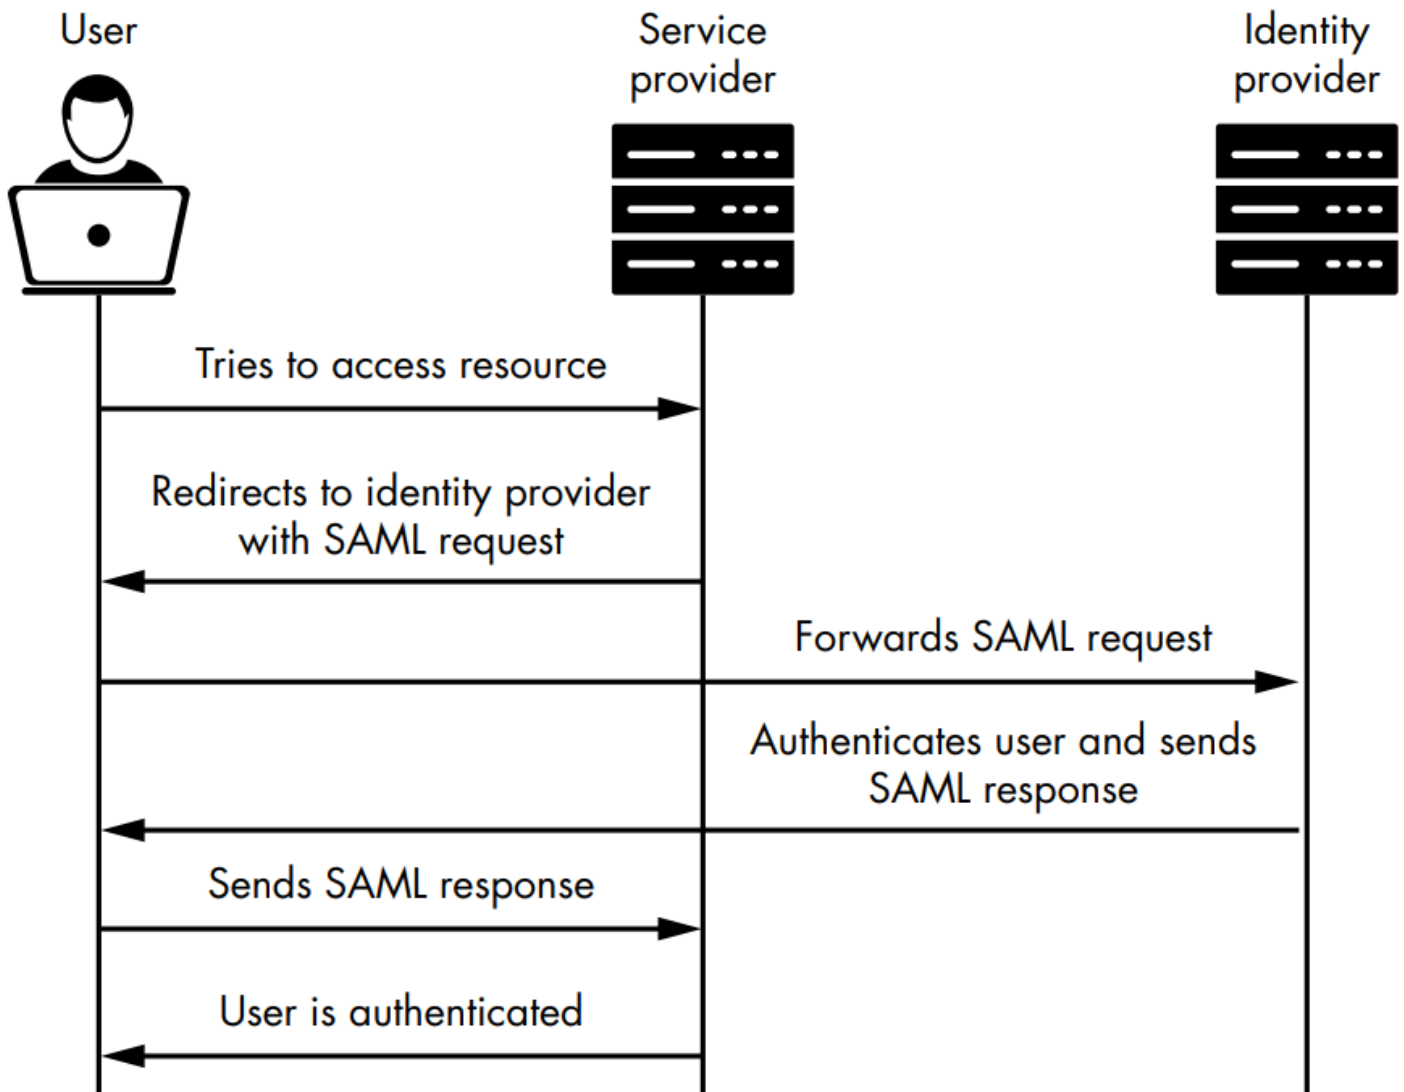 User
Service
provider
Identity
provider
Tries to access resource
Redirects to identity provider
with SAML request
Forwards SAML request
Authenticates user and sends
SAML response
Sends SAML response
User is authenticated